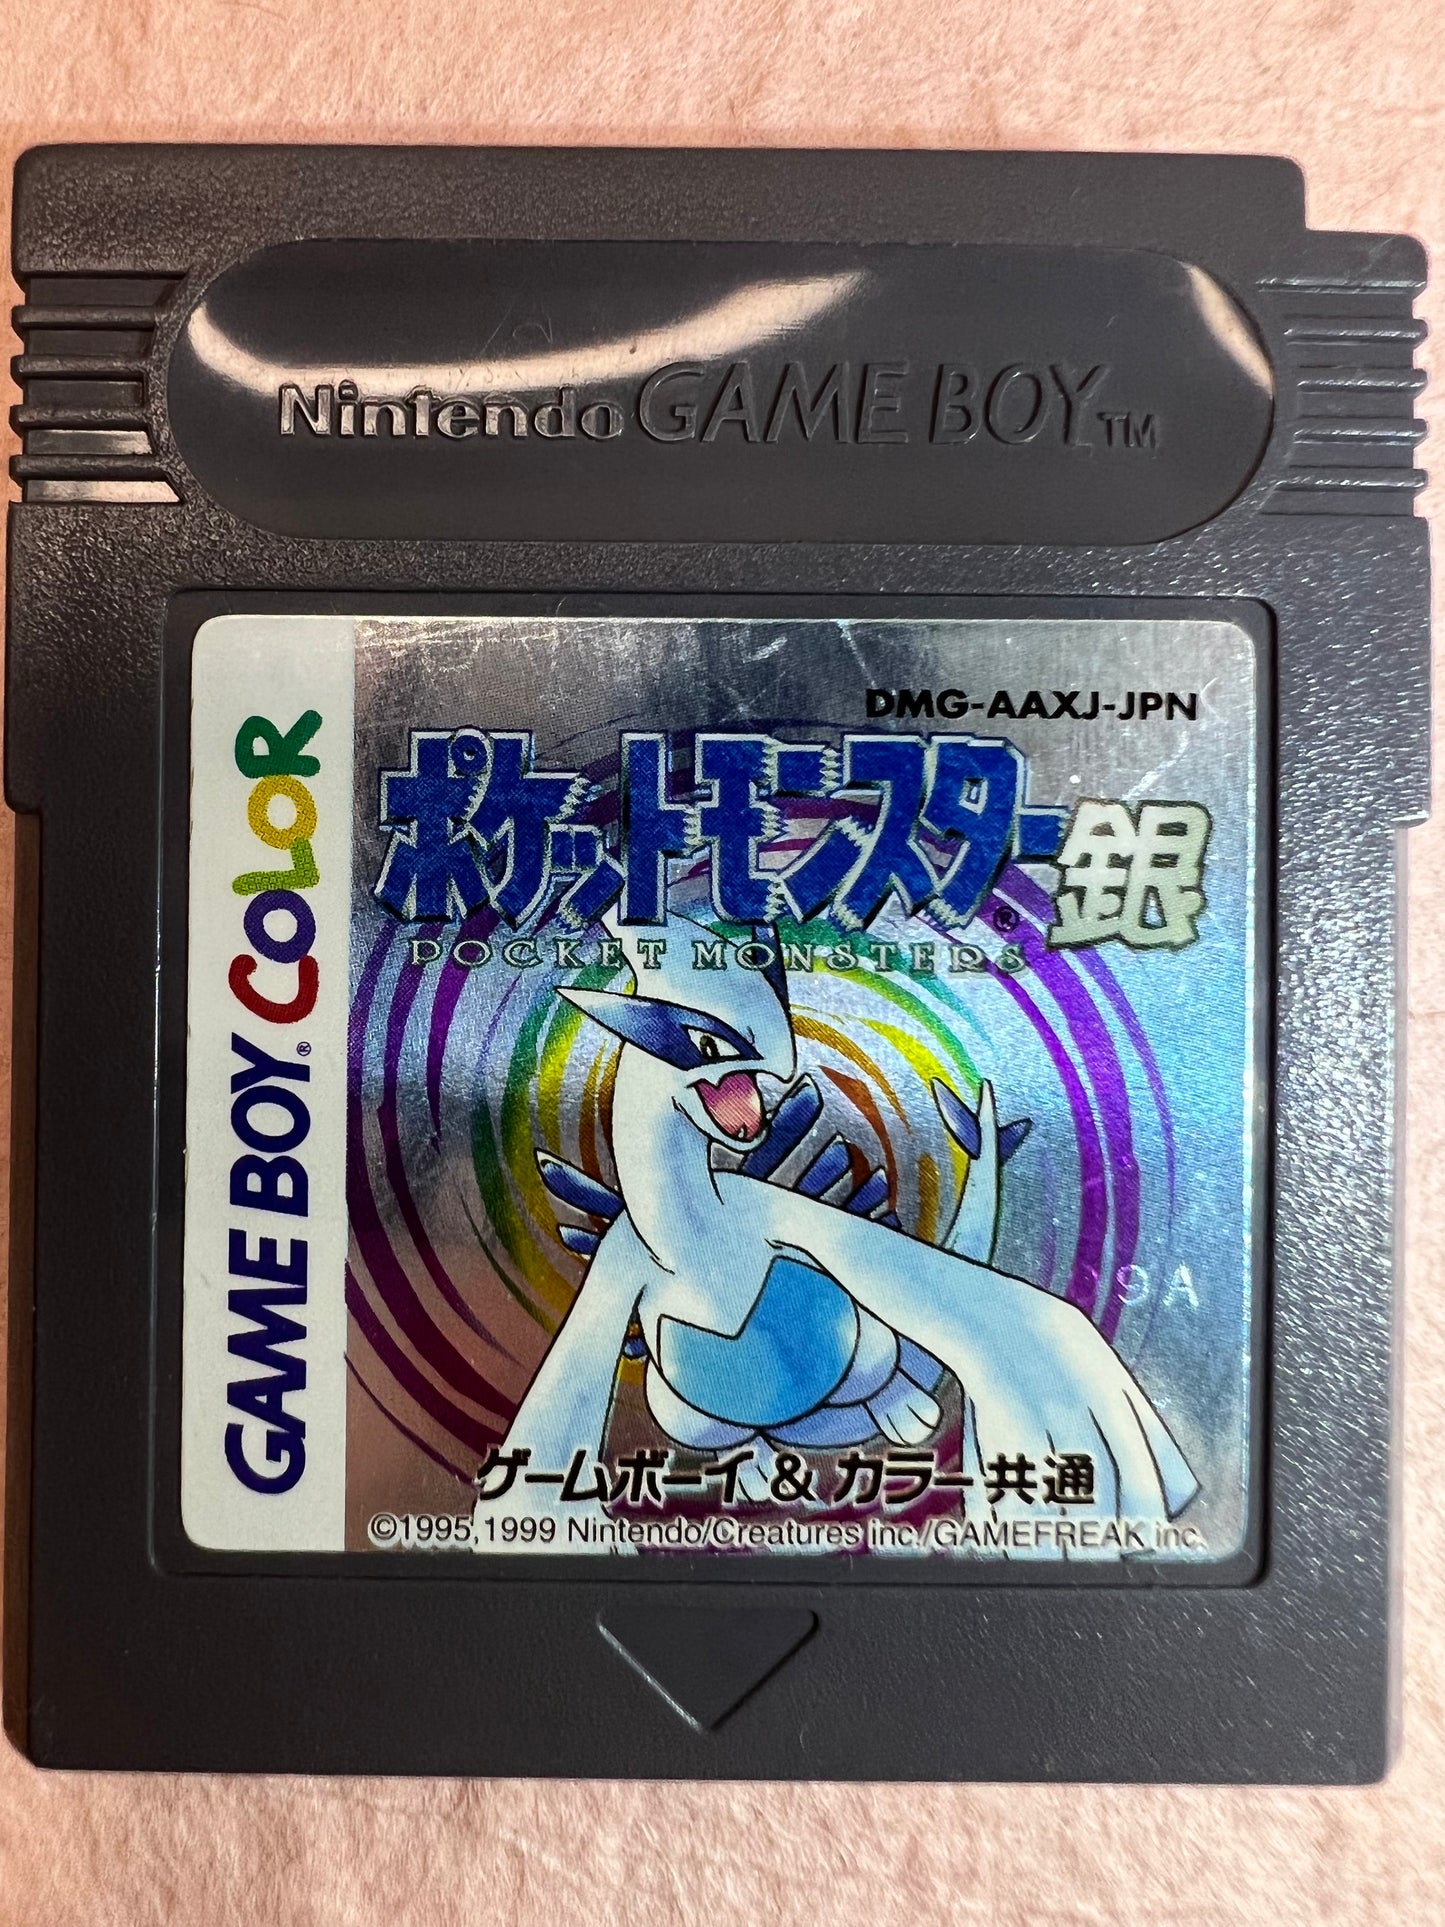 Nintendo GAME BOY TM
GAME BOY COLOR
DMG-AAXJ-JPN
ポケットモンスター銀
POCKET MONSTERS
9A
ゲームボーイ&カラー共通
©1995,1999 Nintendo/Creatures inc./GAMEFREAK inc.